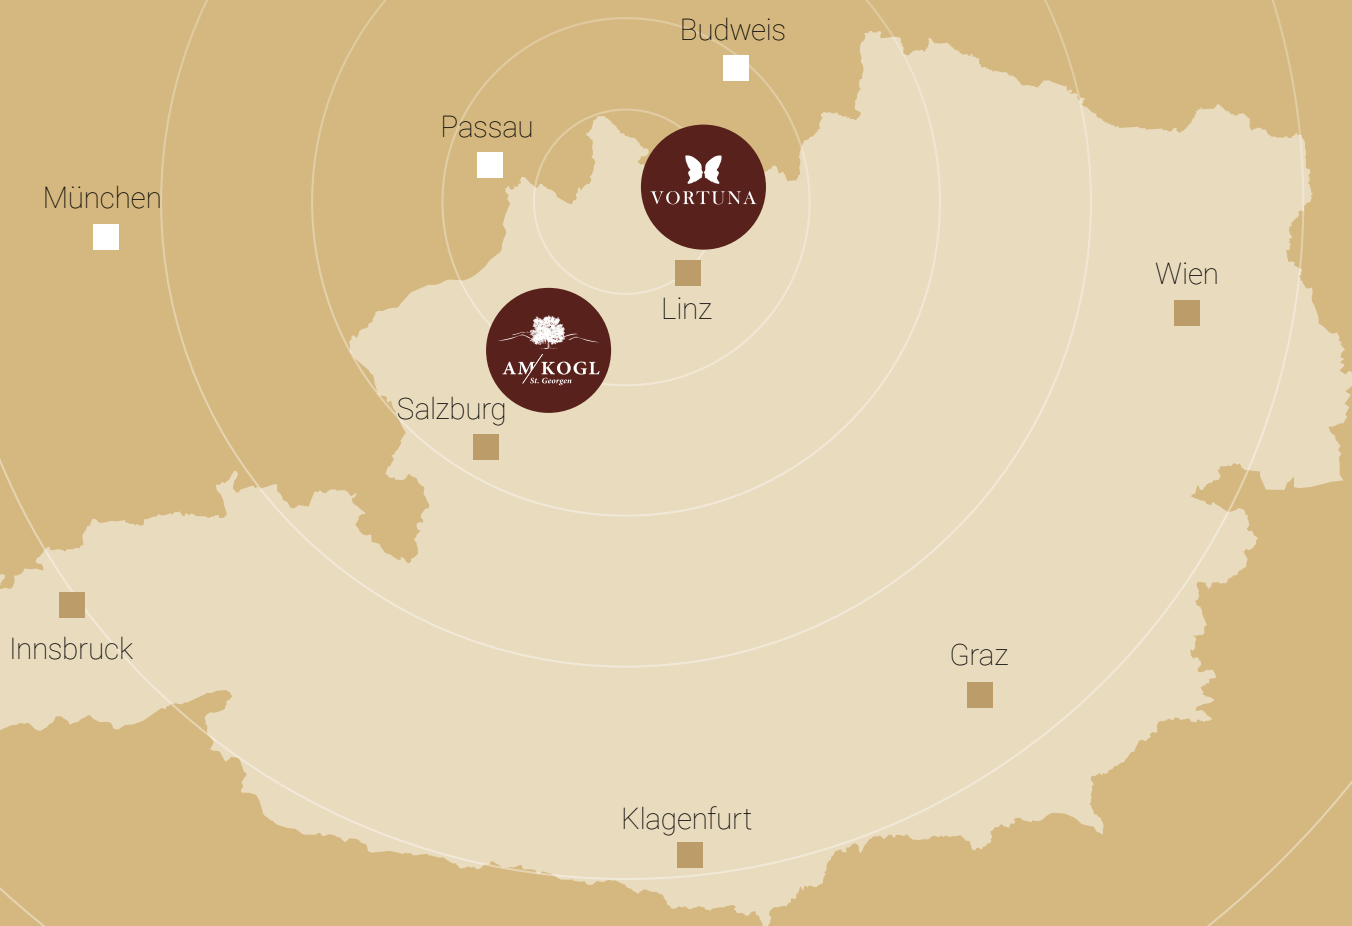 Budweis
Passau
München
VORTUNA
Wien
Linz
AM KOGL
St. Georgen
Salzburg
Innsbruck
Graz
Klagenfurt